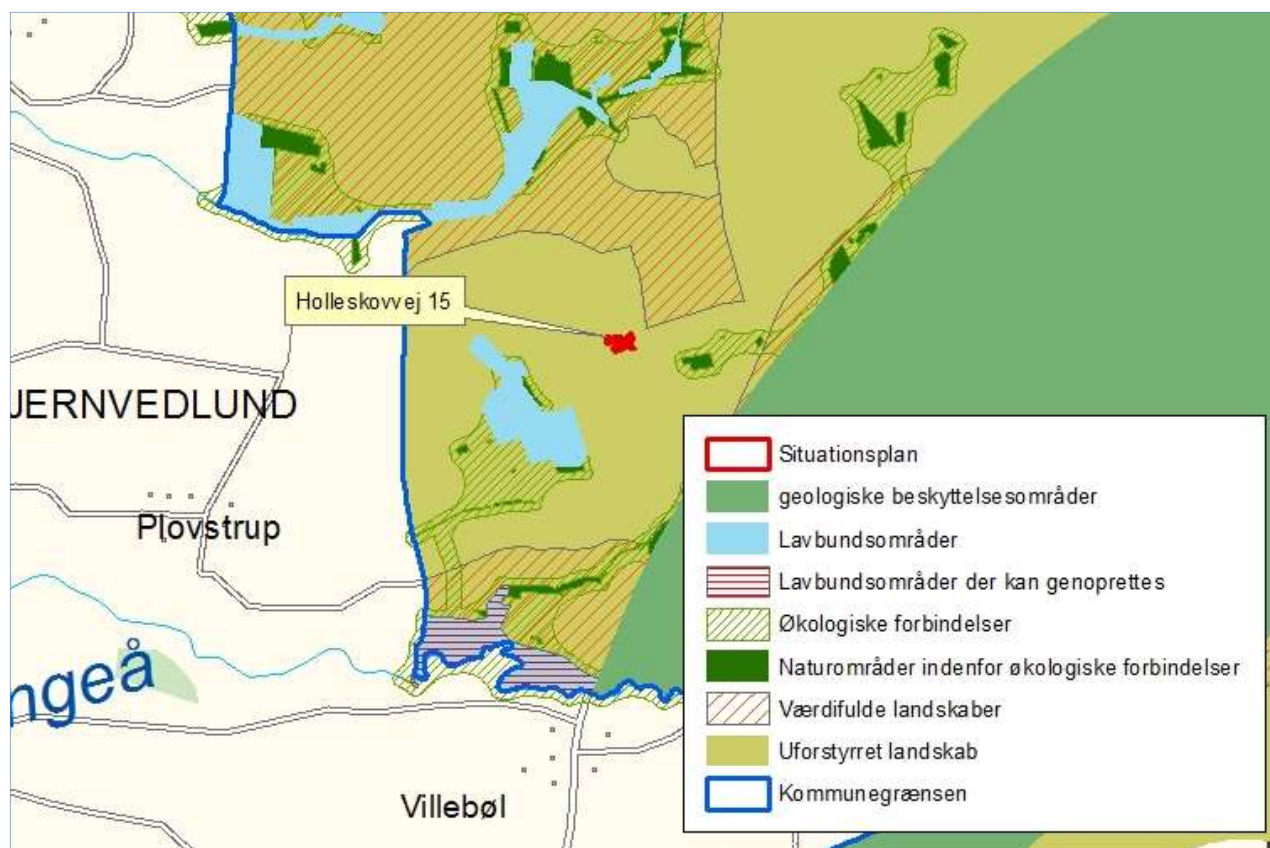 Holleskovvej 15
JERNVEDLUND
Plovstrup
ngeå
Villebøl
Situationsplan
geologiske beskyttelsesområder
Lavbundsområder
Lavbundsområder der kan genoprettes
Økologiske forbindelser
Naturområder indenfor økologiske forbindelser
Værdifulde landskaber
Uforstyrret landskab
Kommunegrænsen